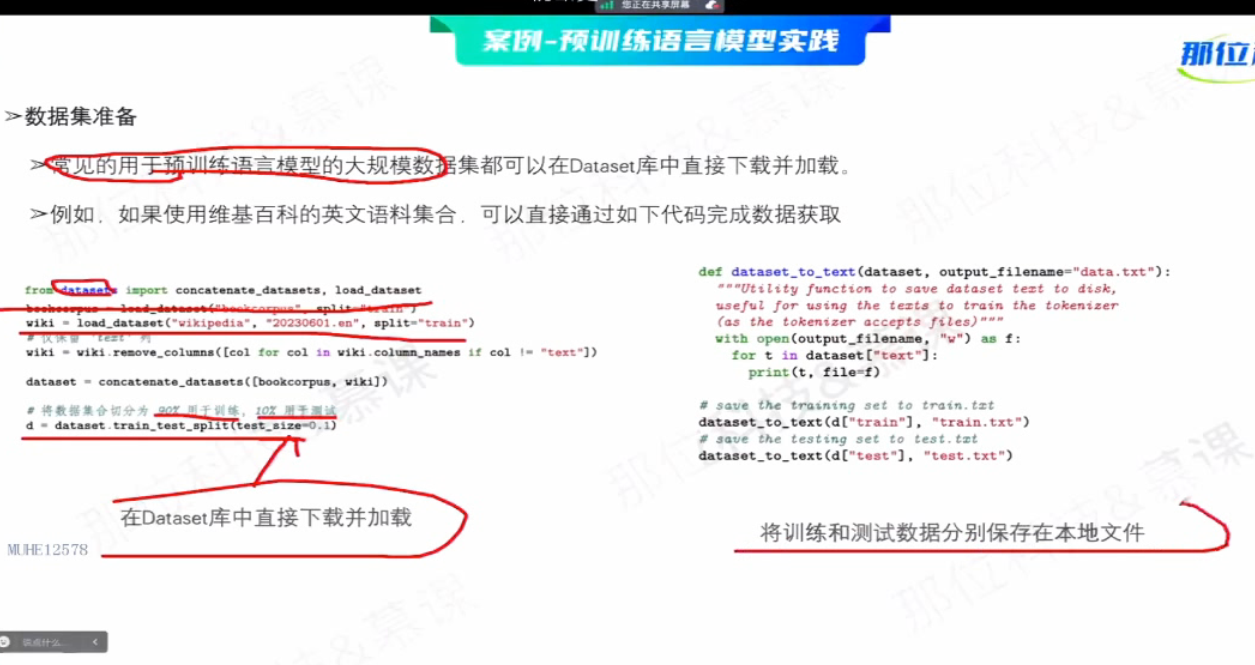 您正在共享屏幕
案例-预训练语言模型实践
那位
➢数据集准备
➢常见的用于预训练语言模型的大规模数据集都可以在Dataset库中直接下载并加载。
➢例如，如果使用维基百科的英文语料集合，可以直接通过如下代码完成数据获取
from datasets import concatenate_datasets, load_dataset
bookcorpus = load_dataset("bookcorpus", split="train")
wiki = load_dataset("wikipedia", "20230601.en", split="train")
# 仅保留 'text' 列
wiki = wiki.remove_columns([col for col in wiki.column_names if col != "text"])
dataset = concatenate_datasets([bookcorpus, wiki])
# 将数据集合切分为 90% 用于训练，10% 用于测试
d = dataset.train_test_split(test_size=0.1)
在Dataset库中直接下载并加载
def dataset_to_text(dataset, output_filename="data.txt"):
"""Utility function to save dataset text to disk,
useful for using the texts to train the tokenizer
(as the tokenizer accepts files)"""
with open(output_filename, "w") as f:
for t in dataset["text"]:
print(t, file=f)
# save the training set to train.txt
dataset_to_text(d["train"], "train.txt")
# save the testing set to test.txt
dataset_to_text(d["test"], "test.txt")
将训练和测试数据分别保存在本地文件
MUHE12578
说点什么...
那位科技&慕课